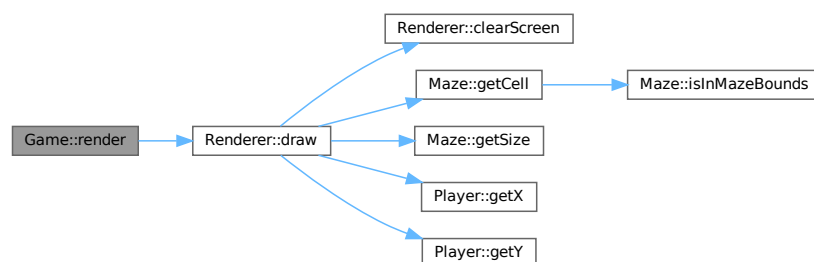 Renderer::clearScreen
Maze::getCell
Maze::isInMazeBounds
Game::render
Renderer::draw
Maze::getSize
Player::getX
Player::getY